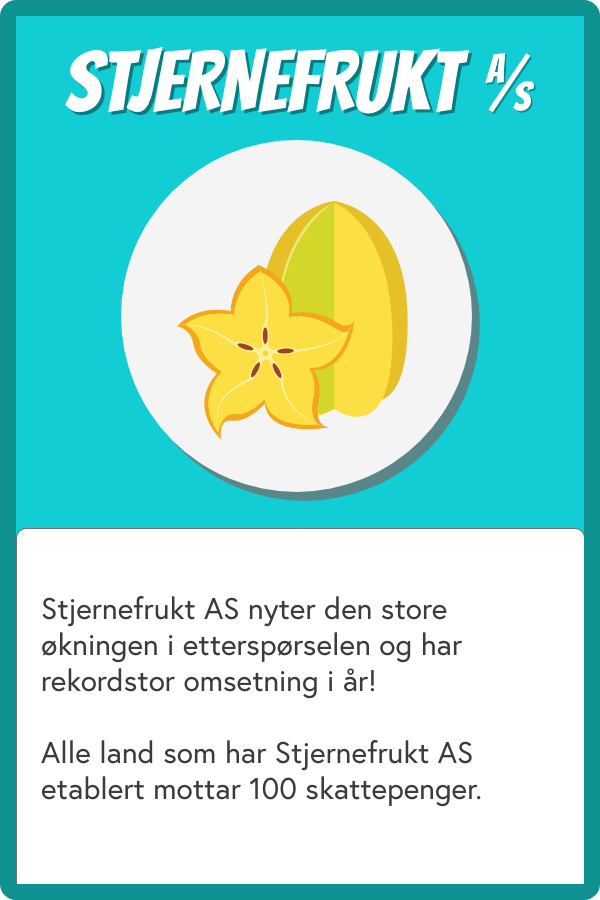 STJERNEFRUKT A/S
Stjernefrukt AS nyter den store
økningen i etterspørselen og har
rekordstor omsetning i år!
Alle land som har Stjernefrukt AS
etablert mottar 100 skattepenger.